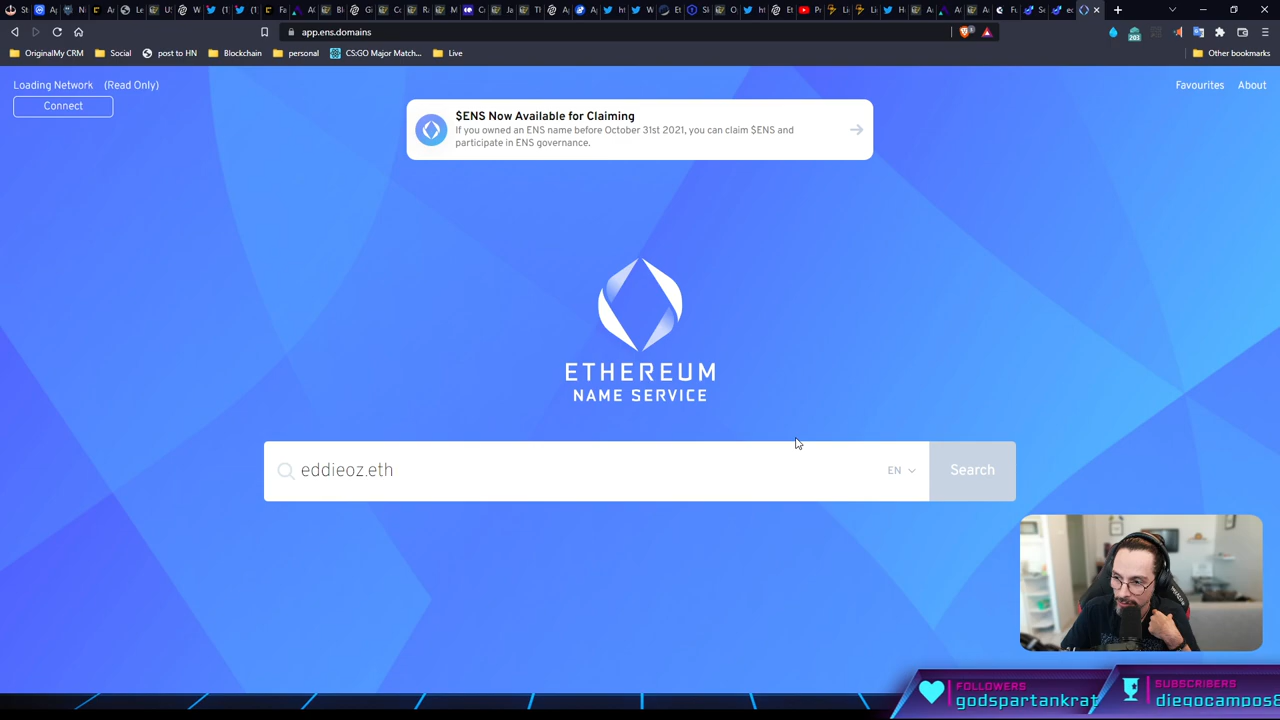 app.ens.domains
OriginalMy CRM
Social
post to HN
Blockchain
personal
CS:GO Major Match...
Live
Other bookmarks
Loading Network (Read Only)
Connect
Favourites
About
$ENS Now Available for Claiming
If you owned an ENS name before October 31st 2021, you can claim $ENS and
participate in ENS governance.
ETHEREUM
NAME SERVICE
eddieoz.eth
EN
Search
FOLLOWERS
godspartankrat
SUBSCRIBERS